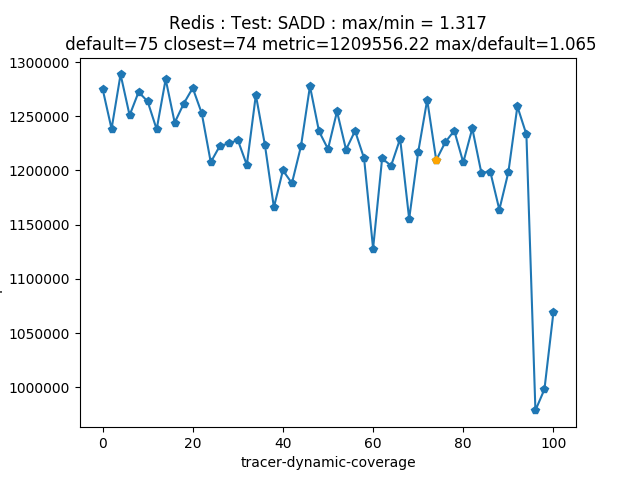 Redis : Test: SADD : max/min = 1.317
default=75 closest=74 metric=1209556.22 max/default=1.065
1300000
1250000
1200000
1150000
1100000
1050000
1000000
0 20 40 60 80 100
tracer-dynamic-coverage